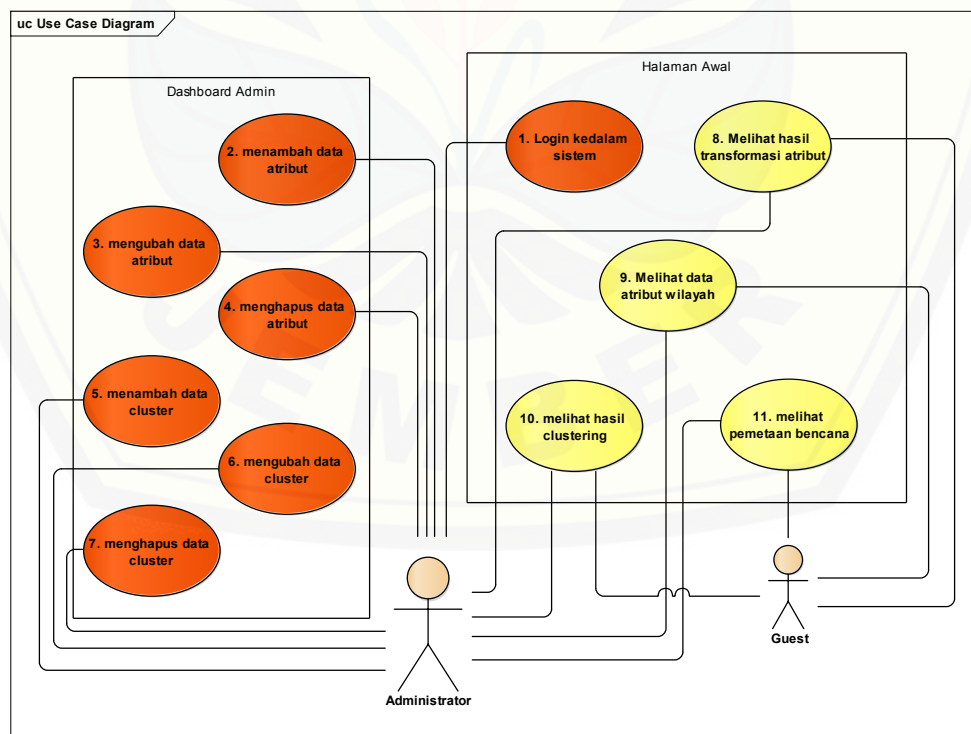 uc Use Case Diagram
Dashboard Admin
2. menambah data
atribut
3. mengubah data
atribut
4. menghapus data
atribut
5. menambah data
cluster
6. mengubah data
cluster
7. menghapus data
cluster
Halaman Awal
1. Login kedalam
sistem
8. Melihat hasil
transformasi atribut
9. Melihat data
atribut wilayah
10. melihat hasil
clustering
11. melihat
pemetaan bencana
Administrator
Guest
JEMBER